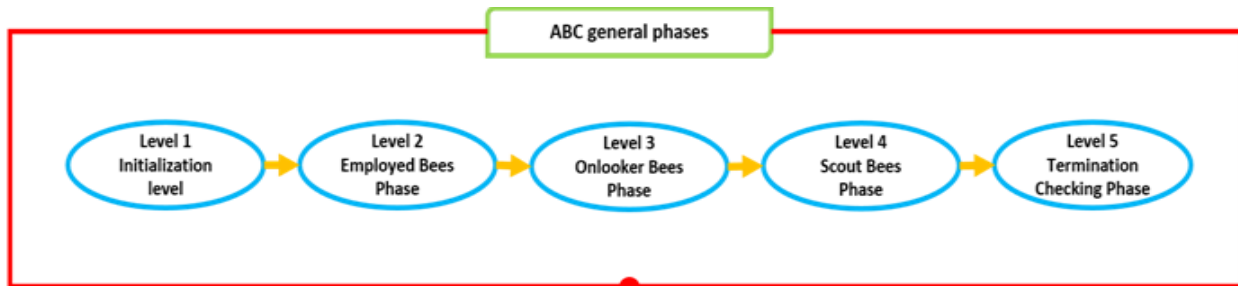 ABC general phases
Level 1
Initialization
level
Level 2
Employed Bees
Phase
Level 3
Onlooker Bees
Phase
Level 4
Scout Bees
Phase
Level 5
Termination
Checking Phase